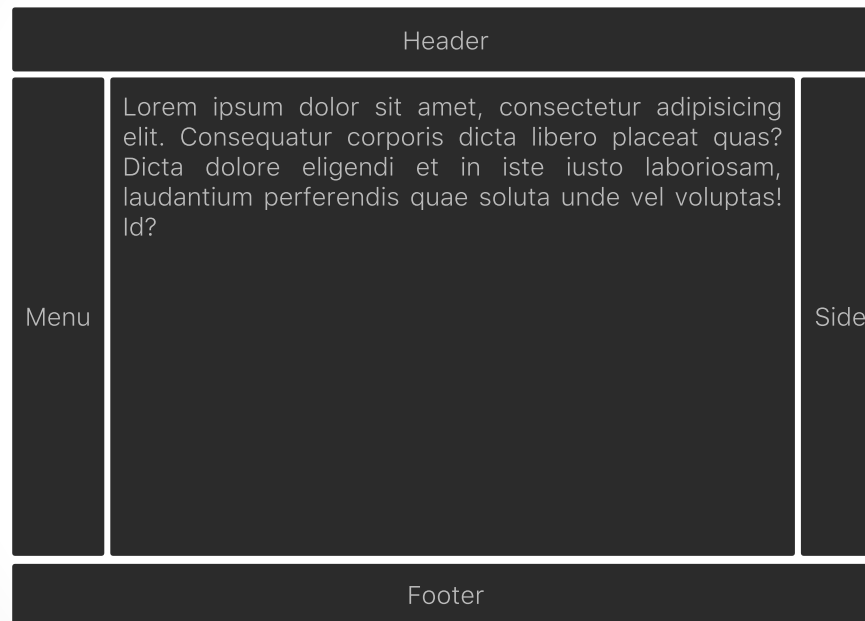 Header
Menu
Lorem ipsum dolor sit amet, consectetur adipisicing
elit. Consequatur corporis dicta libero placeat quas?
Dicta dolore eligendi et in iste iusto laboriosam,
laudantium perferendis quae soluta unde vel voluptas!
Id?
Side
Footer